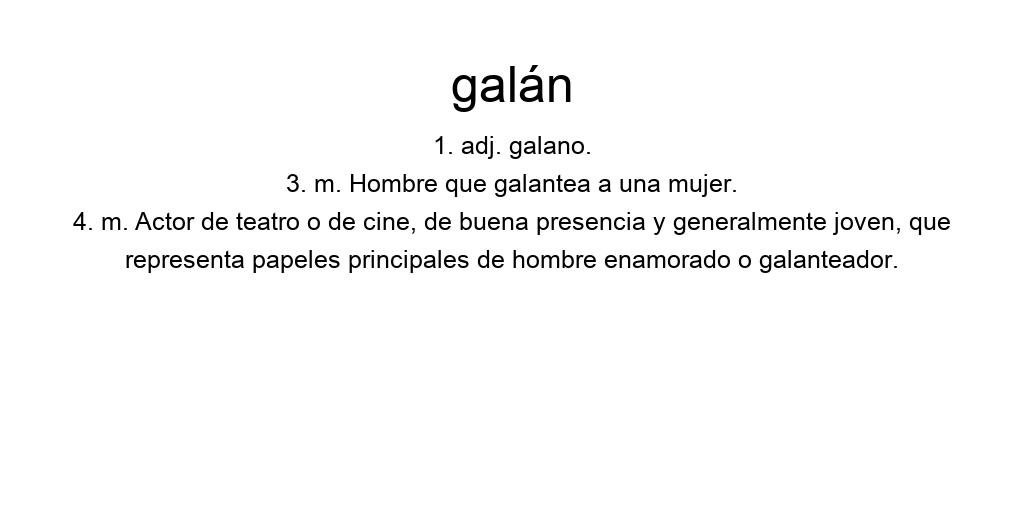 galán
1. adj. galano.
3. m. Hombre que galantea a una mujer.
4. m. Actor de teatro o de cine, de buena presencia y generalmente joven, que
representa papeles principales de hombre enamorado o galanteador.